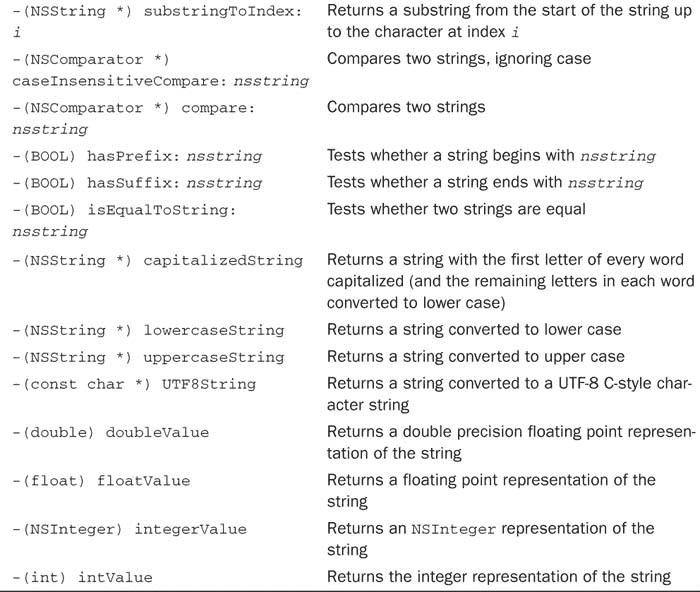 -(NSString *) substringToIndex: Returns a substring from the start of the string up
i to the character at index i
-(NSComparator *) Compares two strings, ignoring case
caseInsensitiveCompare: nsstring
-(NSComparator *) compare: Compares two strings
nsstring
-(BOOL) hasPrefix: nsstring Tests whether a string begins with nsstring
-(BOOL) hasSuffix: nsstring Tests whether a string ends with nsstring
-(BOOL) isEqualToString: Tests whether two strings are equal
nsstring
-(NSString *) capitalizedString Returns a string with the first letter of every word
capitalized (and the remaining letters in each word
converted to lower case)
-(NSString *) lowercaseString Returns a string converted to lower case
-(NSString *) uppercaseString Returns a string converted to upper case
-(const char *) UTF8String Returns a string converted to a UTF-8 C-style char-
acter string
-(double) doubleValue Returns a double precision floating point represen-
tation of the string
-(float) floatValue Returns a floating point representation of the
string
-(NSInteger) integerValue Returns an NSInteger representation of the
string
-(int) intValue Returns the integer representation of the string